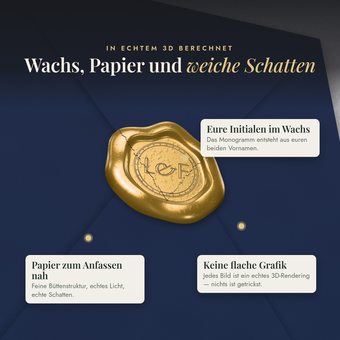 IN ECHTEM 3D BERECHNET
Wachs, Papier und weiche Schatten
Eure Initialen im Wachs
Das Monogramm entsteht aus euren
beiden Vornamen.
L & F
Papier zum Anfassen
nah
Feine Büttenstruktur, echtes Licht,
echte Schatten.
Keine flache Grafik
Jedes Bild ist ein echtes 3D-Rendering
— nichts ist getrickst.